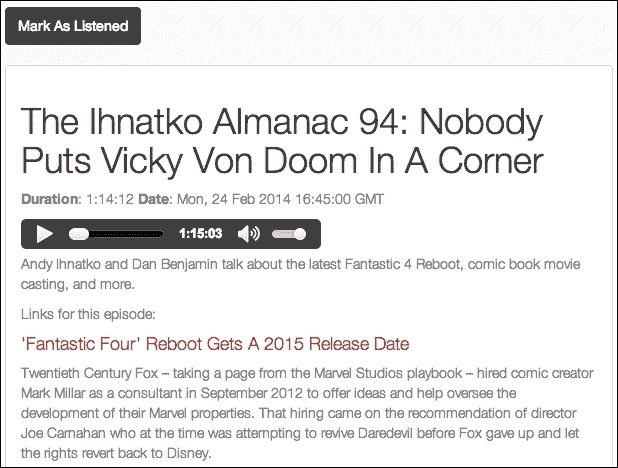 Mark As Listened
The Ihnatko Almanac 94: Nobody
Puts Vicky Von Doom In A Corner
Duration: 1:14:12 Date: Mon, 24 Feb 2014 16:45:00 GMT
1:15:03
Andy Ihnatko and Dan Benjamin talk about the latest Fantastic 4 Reboot, comic book movie
casting, and more.
Links for this episode:
'Fantastic Four' Reboot Gets A 2015 Release Date
Twentieth Century Fox – taking a page from the Marvel Studios playbook – hired comic creator
Mark Millar as a consultant in September 2012 to offer ideas and help oversee the
development of their Marvel properties. That hiring came on the recommendation of director
Joe Carnahan who at the time was attempting to revive Daredevil before Fox gave up and let
the rights revert back to Disney.